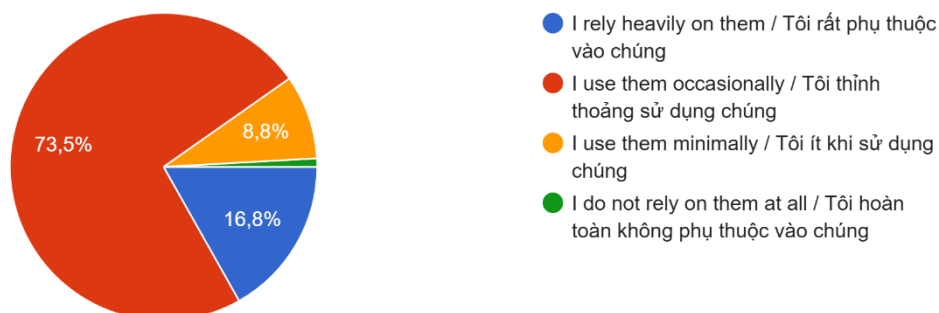 I rely heavily on them / Tôi rất phụ thuộc
vào chúng
I use them occasionally / Tôi thỉnh
thoảng sử dụng chúng
I use them minimally / Tôi ít khi sử dụng
chúng
I do not rely on them at all / Tôi hoàn
toàn không phụ thuộc vào chúng
73,5%
8,8%
16,8%